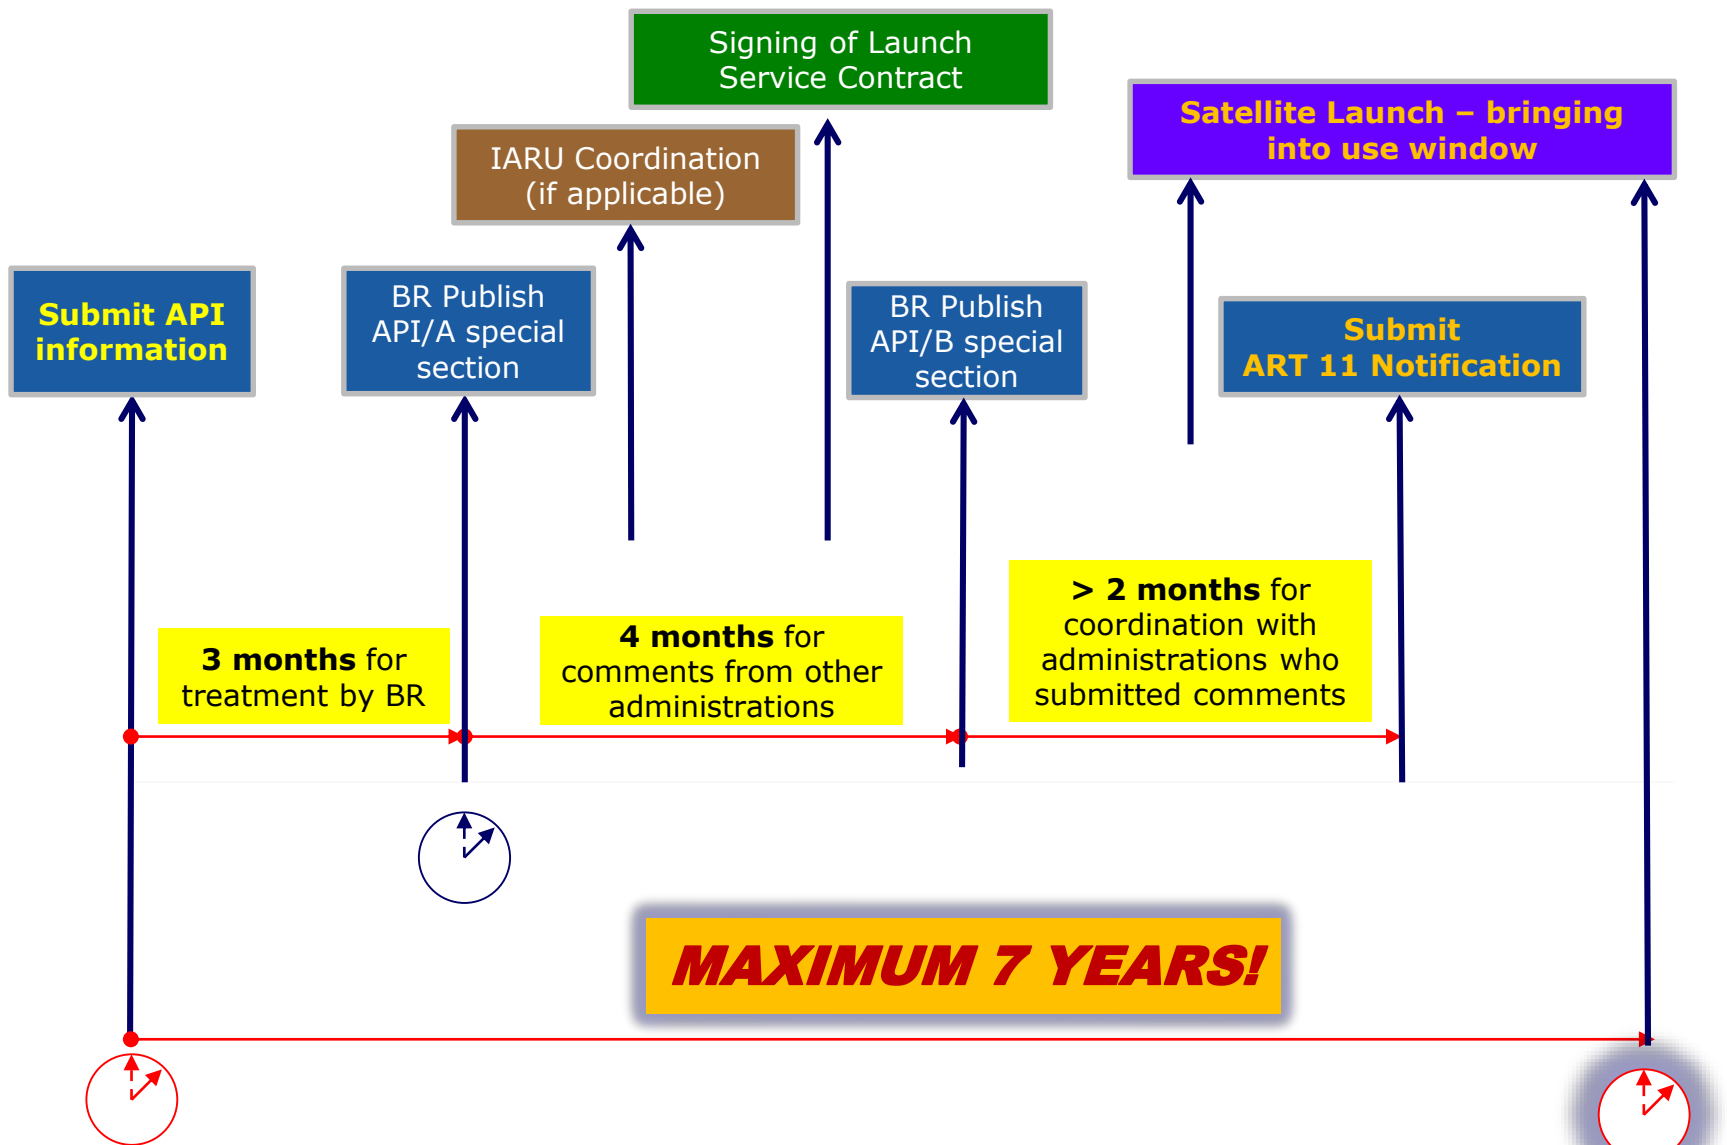 Signing of Launch
Service Contract
Satellite Launch – bringing
into use window
IARU Coordination
(if applicable)
Submit API
information
BR Publish
API/A special
section
BR Publish
API/B special
section
Submit
ART 11 Notification
3 months for
treatment by BR
4 months for
comments from other
administrations
> 2 months for
coordination with
administrations who
submitted comments
MAXIMUM 7 YEARS!